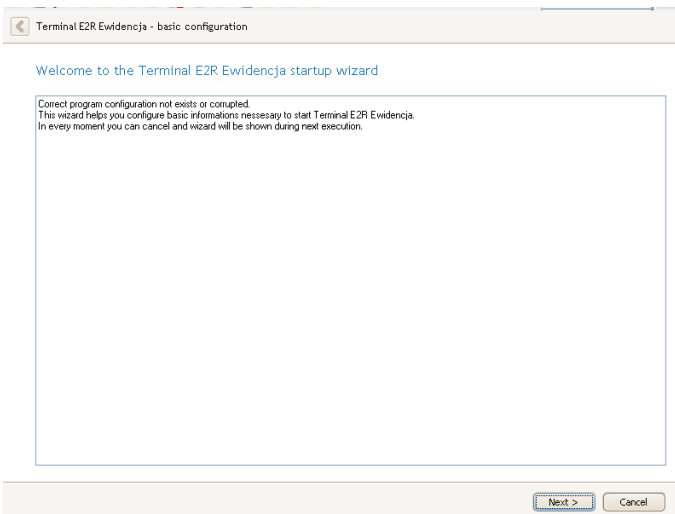 Terminal E2R Ewidencja - basic configuration
Welcome to the Terminal E2R Ewidencja startup wizard
Correct program configuration not exists or corrupted.
This wizard helps you configure basic informations nessesary to start Terminal E2R Ewidencja.
In every moment you can cancel and wizard will be shown during next execution.
Next >
Cancel